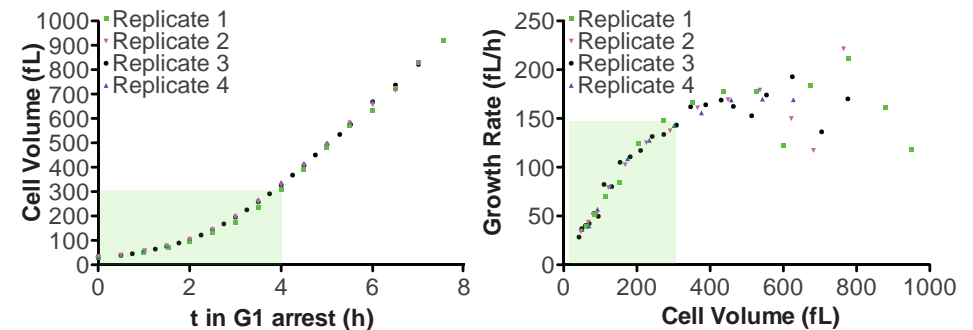 Replicate 1
Replicate 2
Replicate 3
Replicate 4
Cell Volume (fL)
1000
900
800
700
600
500
400
300
200
100
0
0 2 4 6 8
t in G1 arrest (h)
Replicate 1
Replicate 2
Replicate 3
Replicate 4
Growth Rate (fL/h)
250
200
150
100
50
0
0 200 400 600 800 1000
Cell Volume (fL)